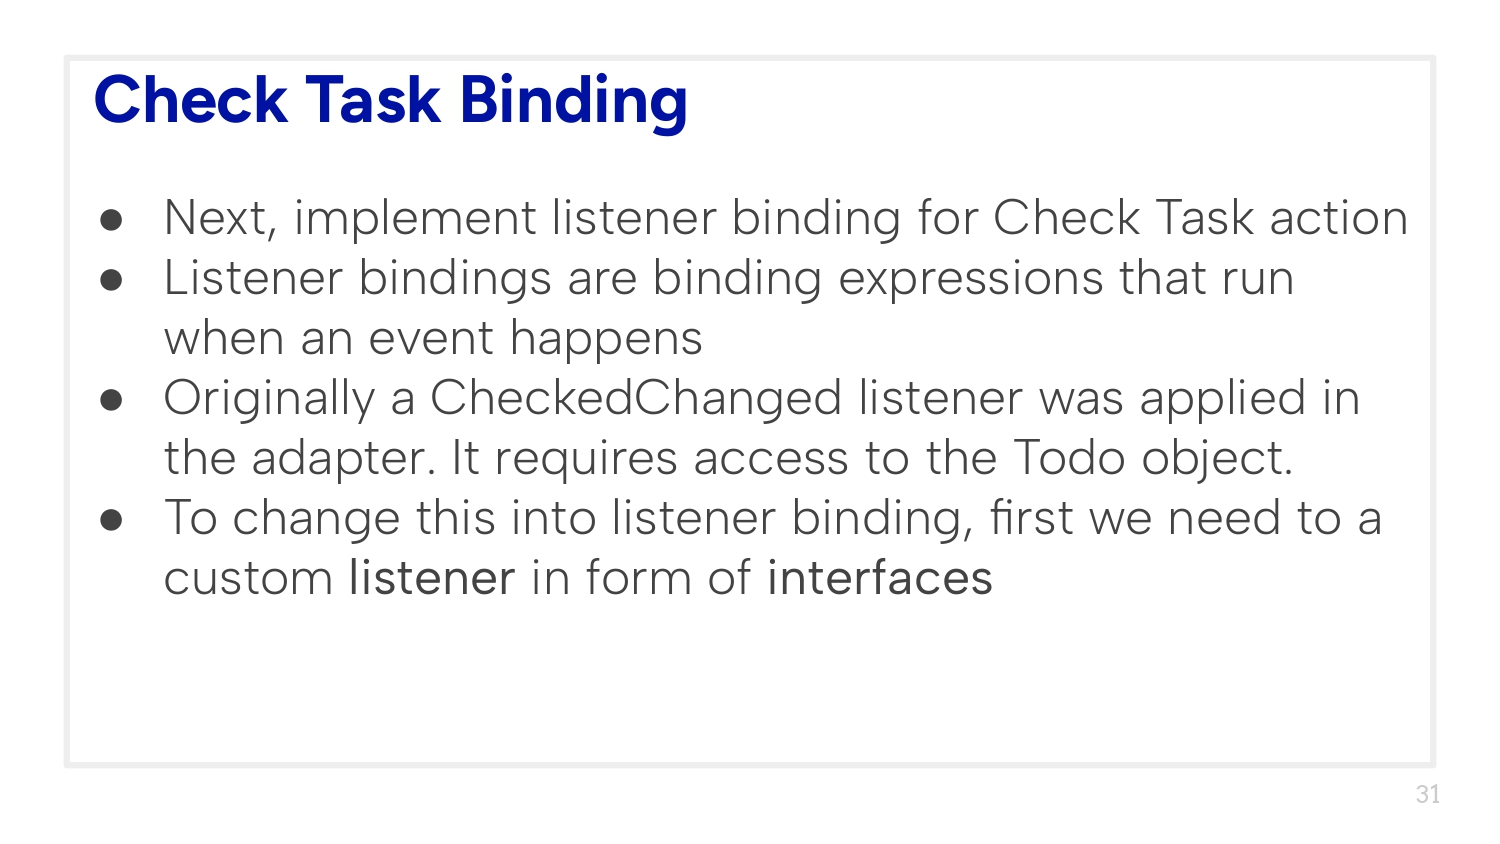 Check Task Binding
● Next, implement listener binding for Check Task action
● Listener bindings are binding expressions that run
when an event happens
● Originally a CheckedChanged listener was applied in
the adapter. It requires access to the Todo object.
● To change this into listener binding, first we need to a
custom listener in form of interfaces
31